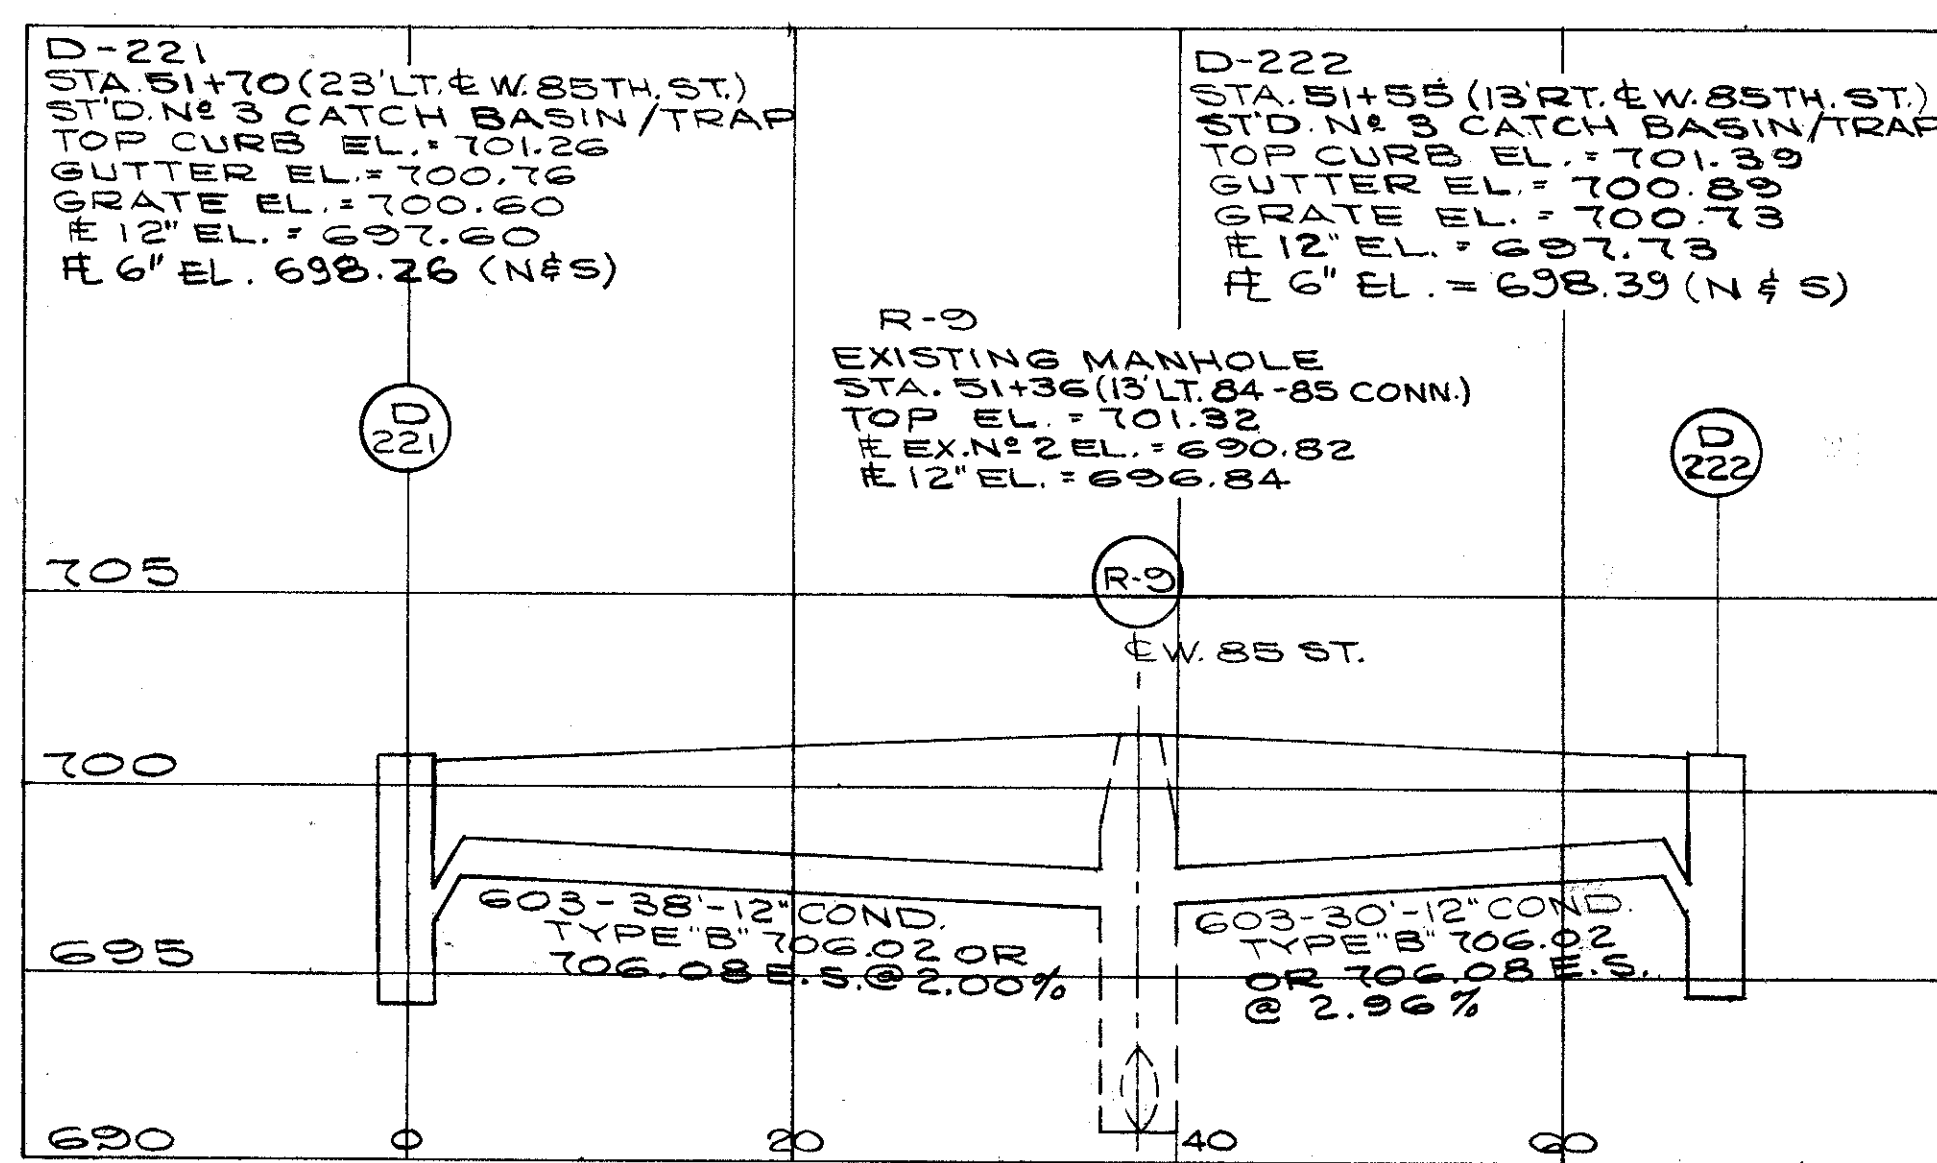 D-221
STA. 51+70 (23' LT. ℄ W. 85TH. ST.)
ST'D. Nº 3 CATCH BASIN/TRAP
TOP CURB EL. = 701.26
GUTTER EL. = 700.76
GRATE EL. = 700.60
FL 12" EL. = 697.60
FL 6" EL. 698.26 (N & S)
D-222
STA. 51+55 (13' RT. ℄ W. 85TH. ST.)
ST'D. Nº 3 CATCH BASIN/TRAP
TOP CURB EL. = 701.39
GUTTER EL. = 700.89
GRATE EL. = 700.73
FL 12" EL. = 697.73
FL 6" EL. = 698.39 (N & S)
R-9
EXISTING MANHOLE
STA. 51+36 (13' LT. 84-85 CONN.)
TOP EL. = 701.32
FL EX. Nº 2 EL. = 690.82
FL 12" EL. = 696.84
D
221
D
222
R-9
705
℄ W. 85 ST.
700
603-38'-12" COND.
TYPE "B" 706.02 OR
706.08 E.S. @ 2.00%
603-30'-12" COND.
TYPE "B" 706.02
OR 706.08 E.S.
@ 2.96%
695
690
0
20
40
60